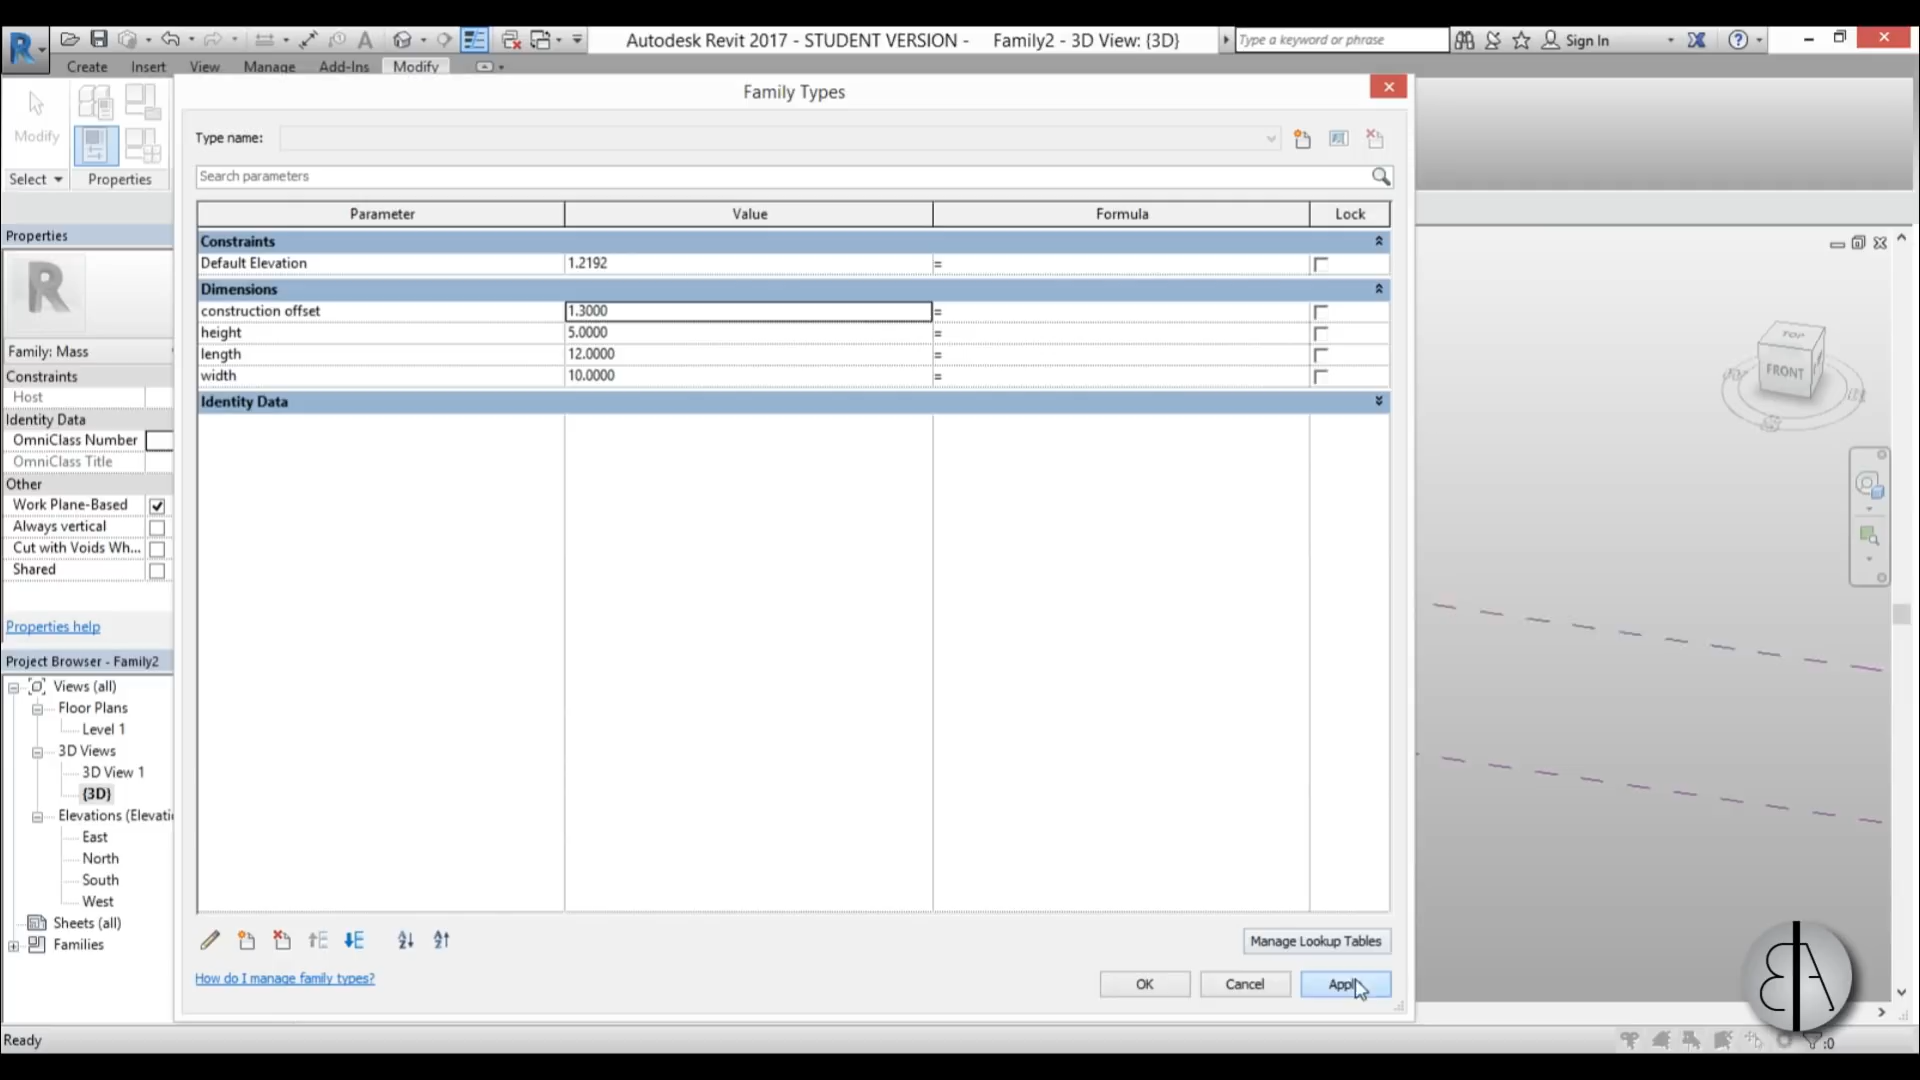 Autodesk Revit 2017 - STUDENT VERSION - Family2 - 3D View: {3D}
Type a keyword or phrase
Sign In
Create Insert View Manage Add-Ins Modify
Family Types
Modify
Select
Properties
Type name:
Search parameters
Parameter Value Formula Lock
Constraints
Default Elevation 1.2192 =
Dimensions
construction offset 1.3000 =
height 5.0000 =
length 12.0000 =
width 10.0000 =
Identity Data
Properties
R
Family: Mass
Constraints
Host
Identity Data
OmniClass Number
OmniClass Title
Other
Work Plane-Based
Always vertical
Cut with Voids Wh...
Shared
Properties help
Project Browser - Family2
Views (all)
Floor Plans
Level 1
3D Views
3D View 1
{3D}
Elevations (Elevati
East
North
South
West
Sheets (all)
Families
TOP
FRONT
Manage Lookup Tables
How do I manage family types?
OK
Cancel
Ready
:0